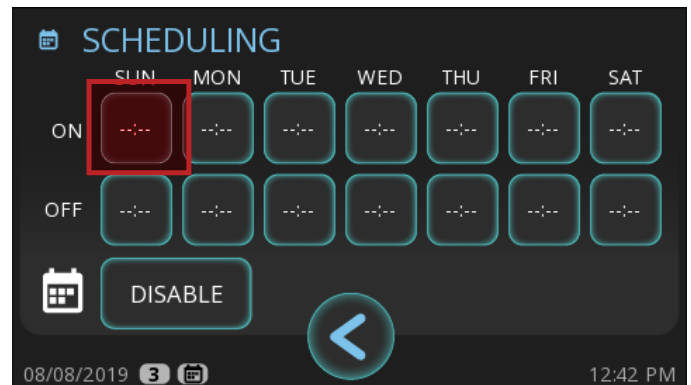 SCHEDULING
SUN MON TUE WED THU FRI SAT
ON --:-- --:-- --:-- --:-- --:-- --:-- --:--
OFF --:-- --:-- --:-- --:-- --:-- --:-- --:--
DISABLE
08/08/2019 3 12:42 PM